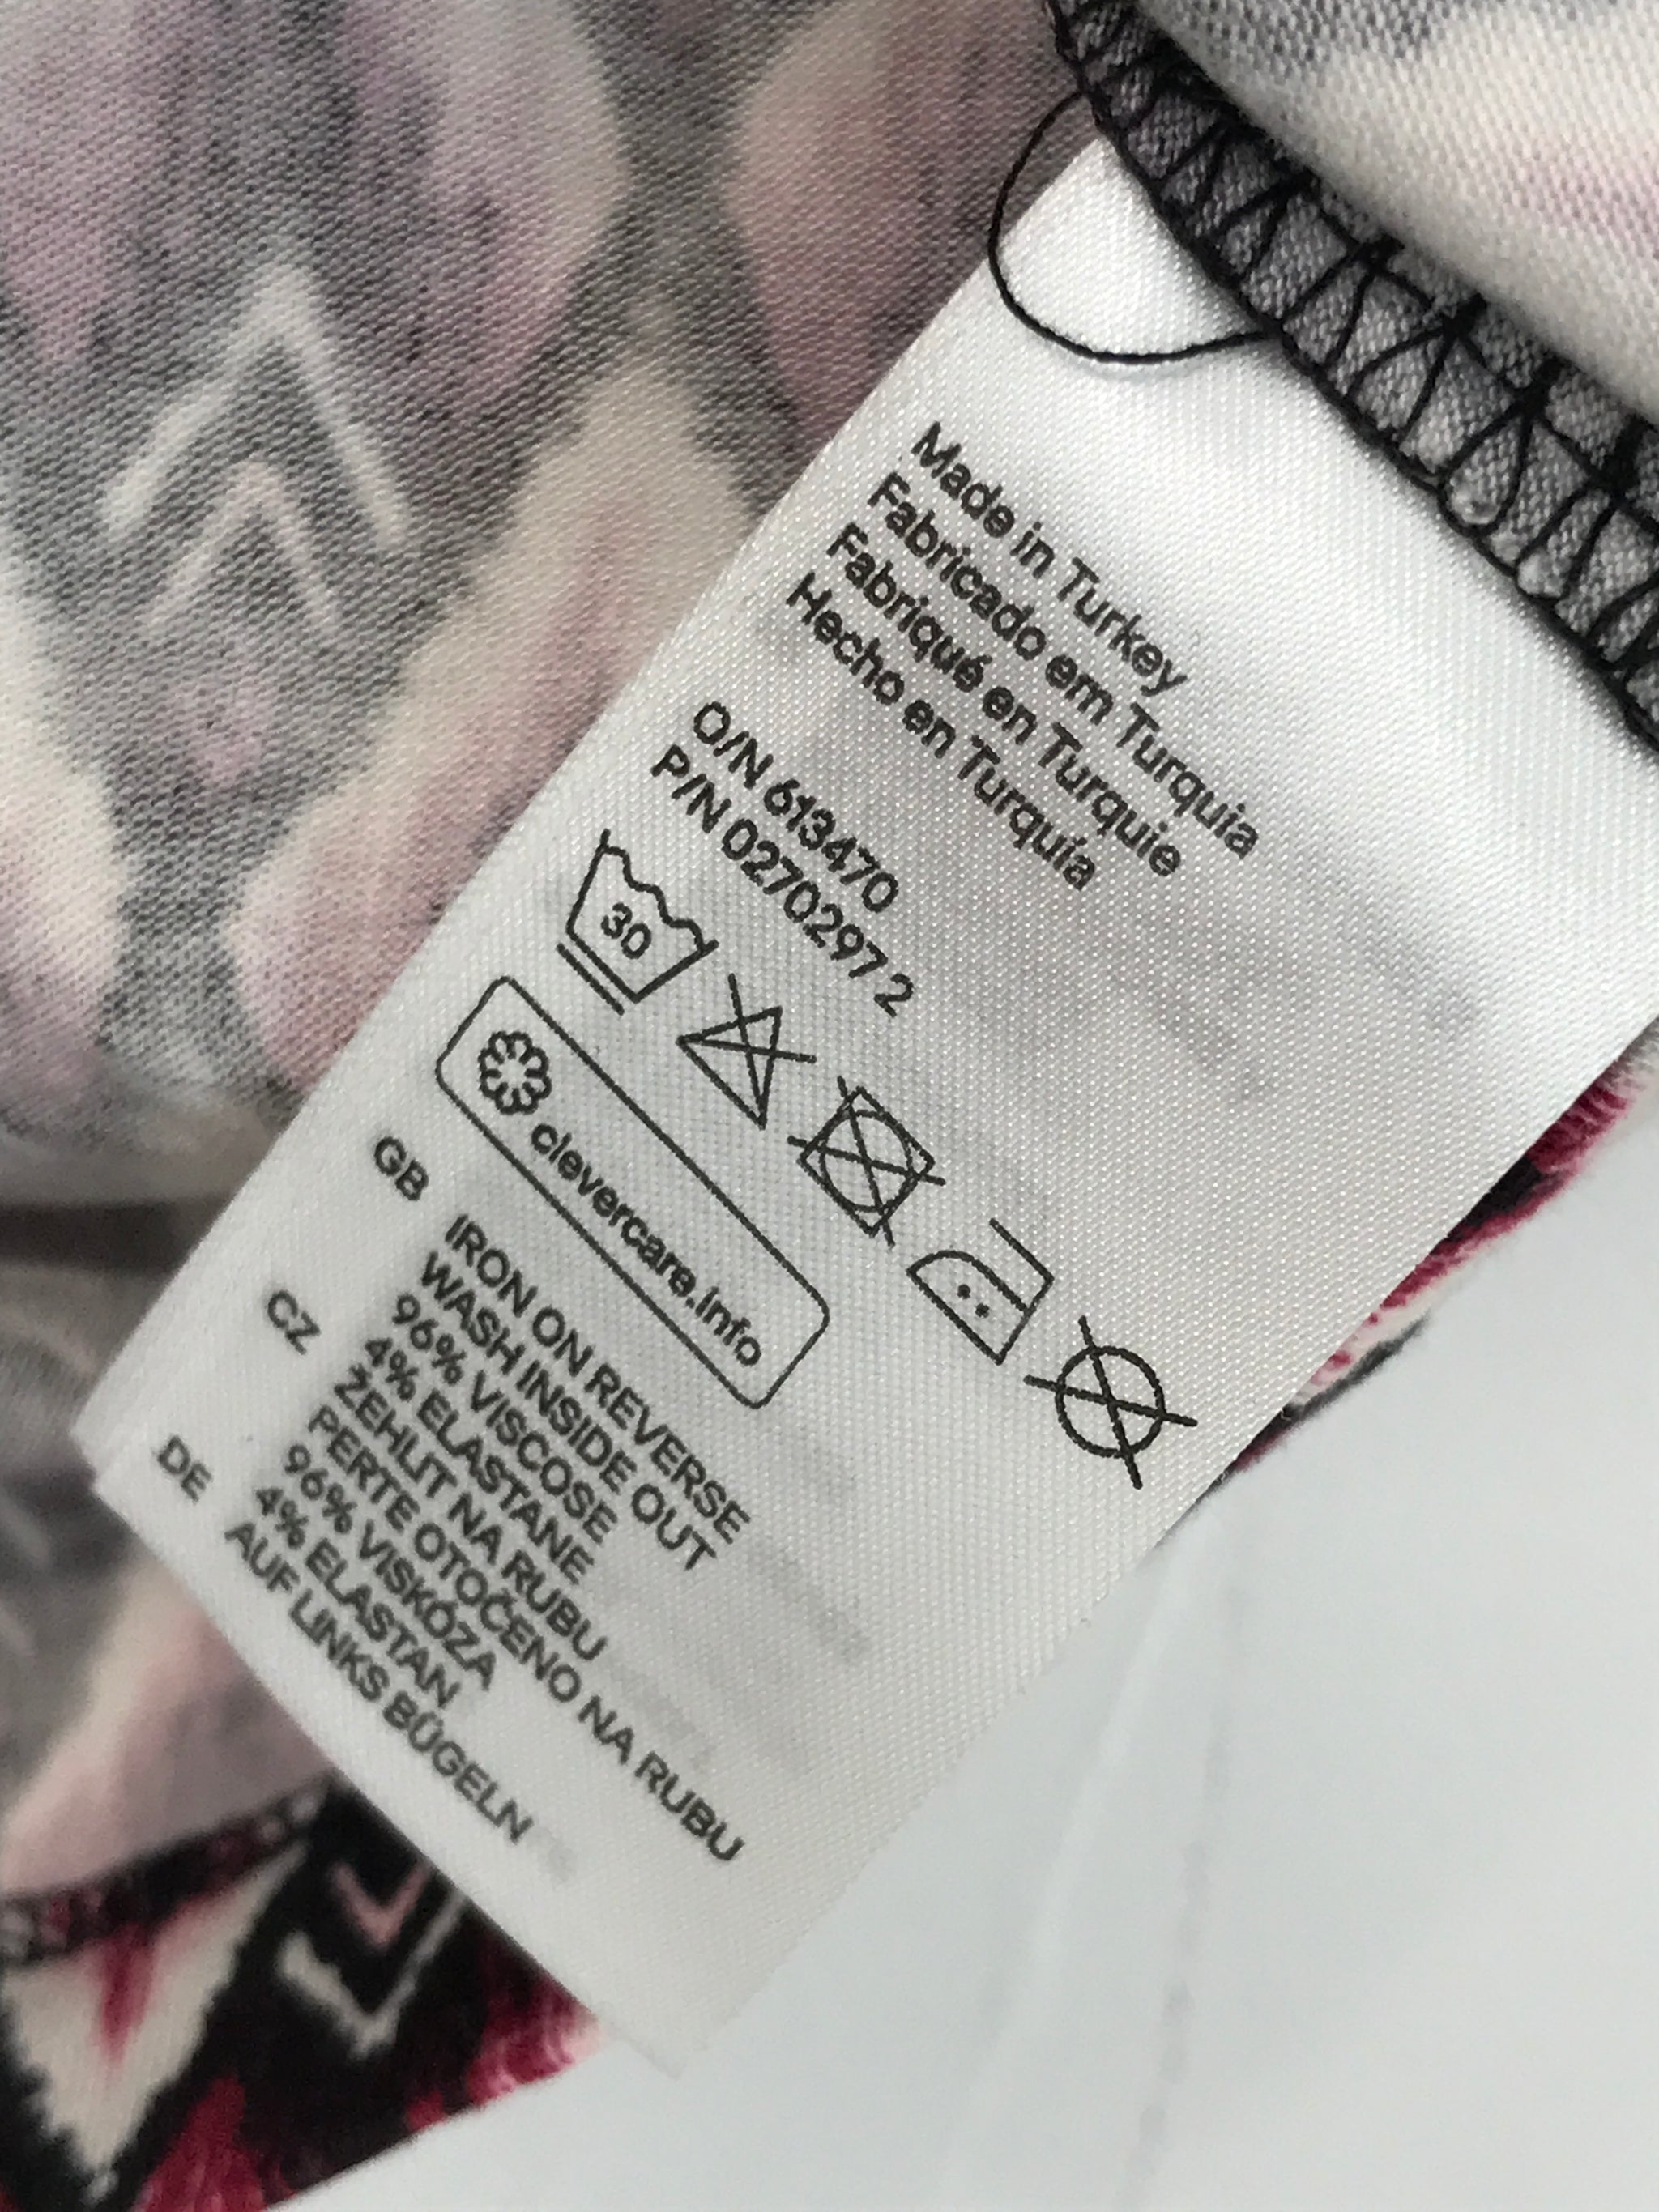 Made in Turkey
Fabricado em Turquia
Fabriqué en Turquie
Hecho en Turquía
O/N 613470
P/N 0270297 2
30
clevercare.info
GB IRON ON REVERSE
WASH INSIDE OUT
96% VISCOSE
4% ELASTANE
CZ ŽEHLIT NA RUBU
PERTE OTOČENO NA RUBU
96% VISKÓZA
4% ELASTAN
DE AUF LINKS BÜGELN